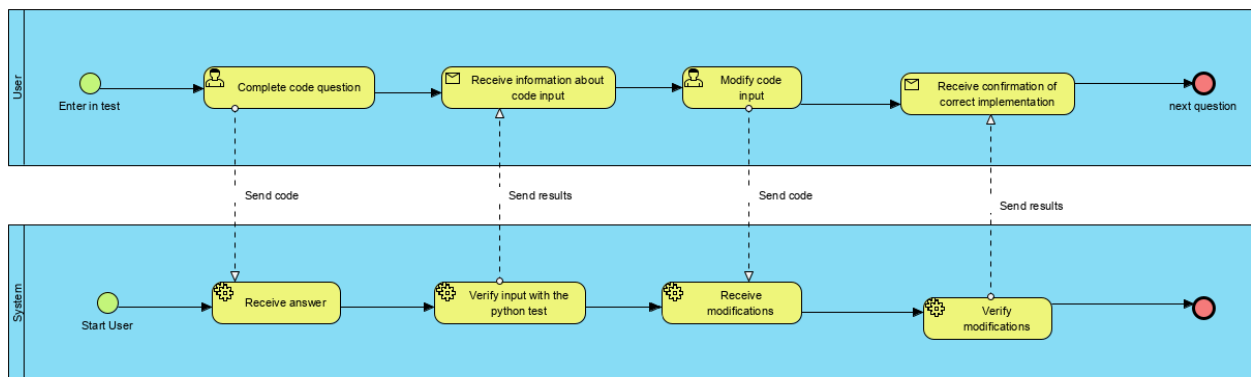 User
Enter in test
Complete code question
Receive information about
code input
Modify code
input
Receive confirmation of
correct implementation
next question
Send code
Send results
Send code
Send results
System
Start User
Receive answer
Verify input with the
python test
Receive
modifications
Verify
modifications